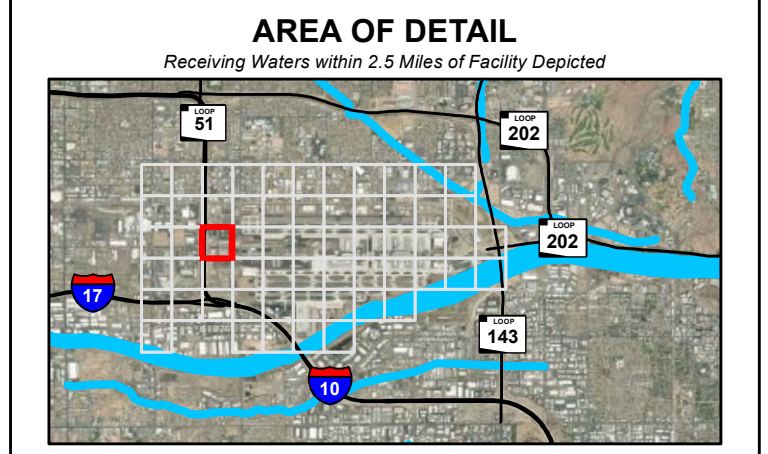 AREA OF DETAIL
Receiving Waters within 2.5 Miles of Facility Depicted
LOOP
51
LOOP
202
LOOP
202
17
LOOP
143
10